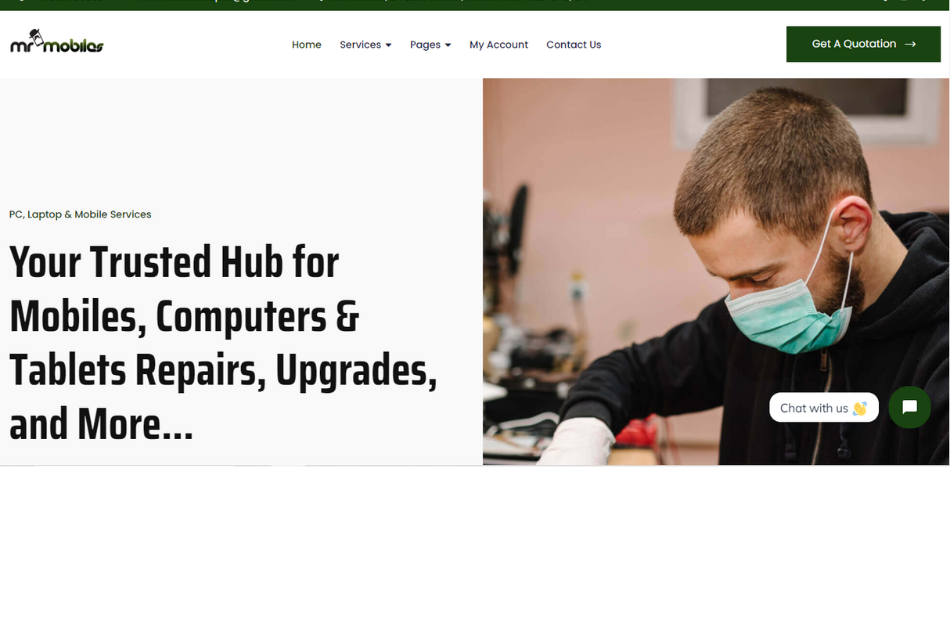 mr mobiles
Home
Services
Pages
My Account
Contact Us
Get A Quotation →
PC, Laptop & Mobile Services
Your Trusted Hub for
Mobiles, Computers &
Tablets Repairs, Upgrades,
and More...
Chat with us 👋